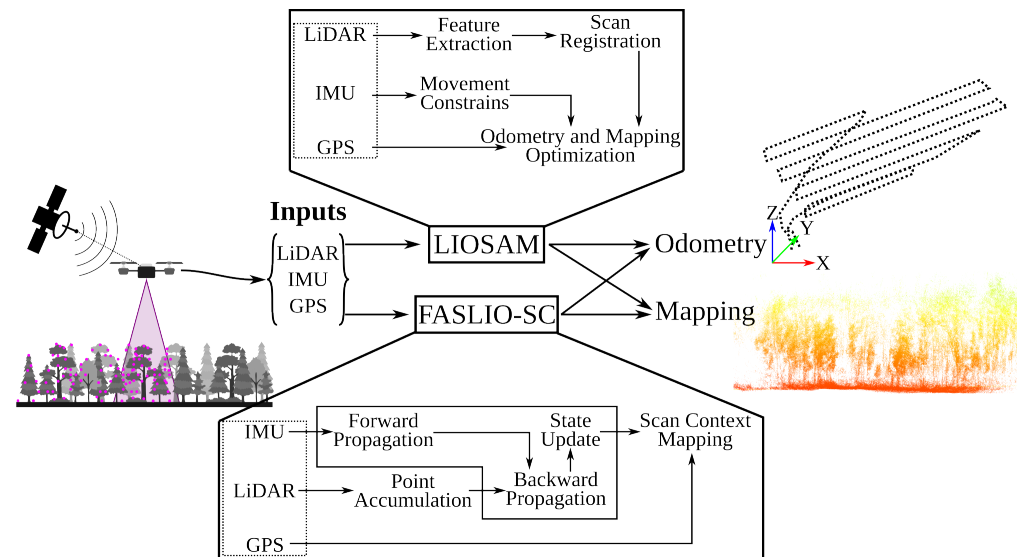 LiDAR
Feature
Extraction
Scan
Registration
IMU
Movement
Constrains
GPS
Odometry and Mapping
Optimization
Inputs
LiDAR
IMU
GPS
LIOSAM
FASLIO-SC
Odometry
Mapping
Z
Y
X
IMU
Forward
Propagation
State
Update
Scan Context
Mapping
LiDAR
Point
Accumulation
Backward
Propagation
GPS